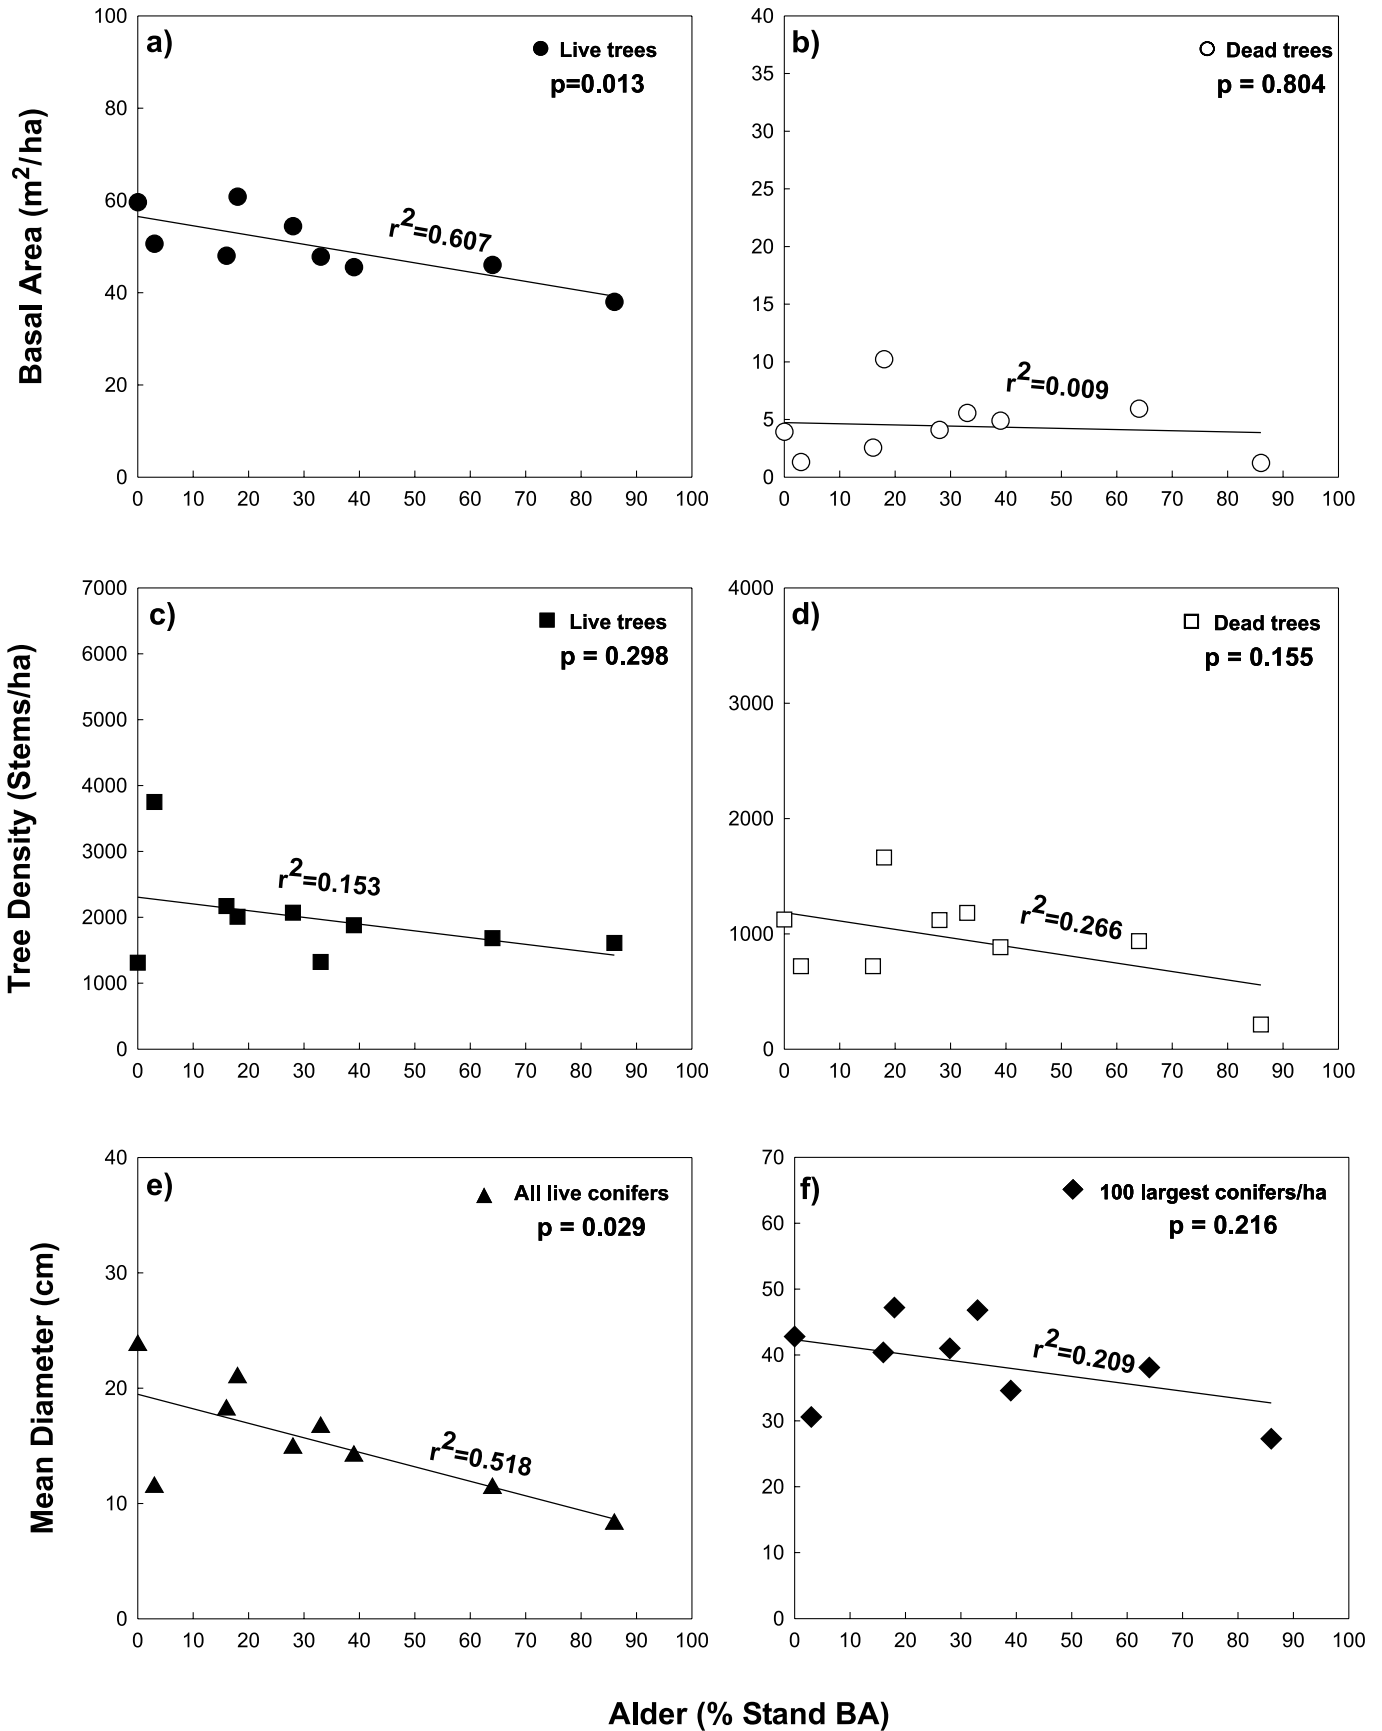 Basal Area (m²/ha)
a)
● Live trees
p=0.013
r²=0.607
100
80
60
40
20
0
0 10 20 30 40 50 60 70 80 90 100
b)
○ Dead trees
p = 0.804
r²=0.009
40
35
30
25
20
15
10
5
0
0 10 20 30 40 50 60 70 80 90 100
Tree Density (Stems/ha)
c)
■ Live trees
p = 0.298
r²=0.153
7000
6000
5000
4000
3000
2000
1000
0
0 10 20 30 40 50 60 70 80 90 100
d)
□ Dead trees
p = 0.155
r²=0.266
4000
3000
2000
1000
0
0 10 20 30 40 50 60 70 80 90 100
Mean Diameter (cm)
e)
▲ All live conifers
p = 0.029
r²=0.518
40
30
20
10
0
0 10 20 30 40 50 60 70 80 90 100
f)
◆ 100 largest conifers/ha
p = 0.216
r²=0.209
70
60
50
40
30
20
10
0
0 10 20 30 40 50 60 70 80 90 100
Alder (% Stand BA)